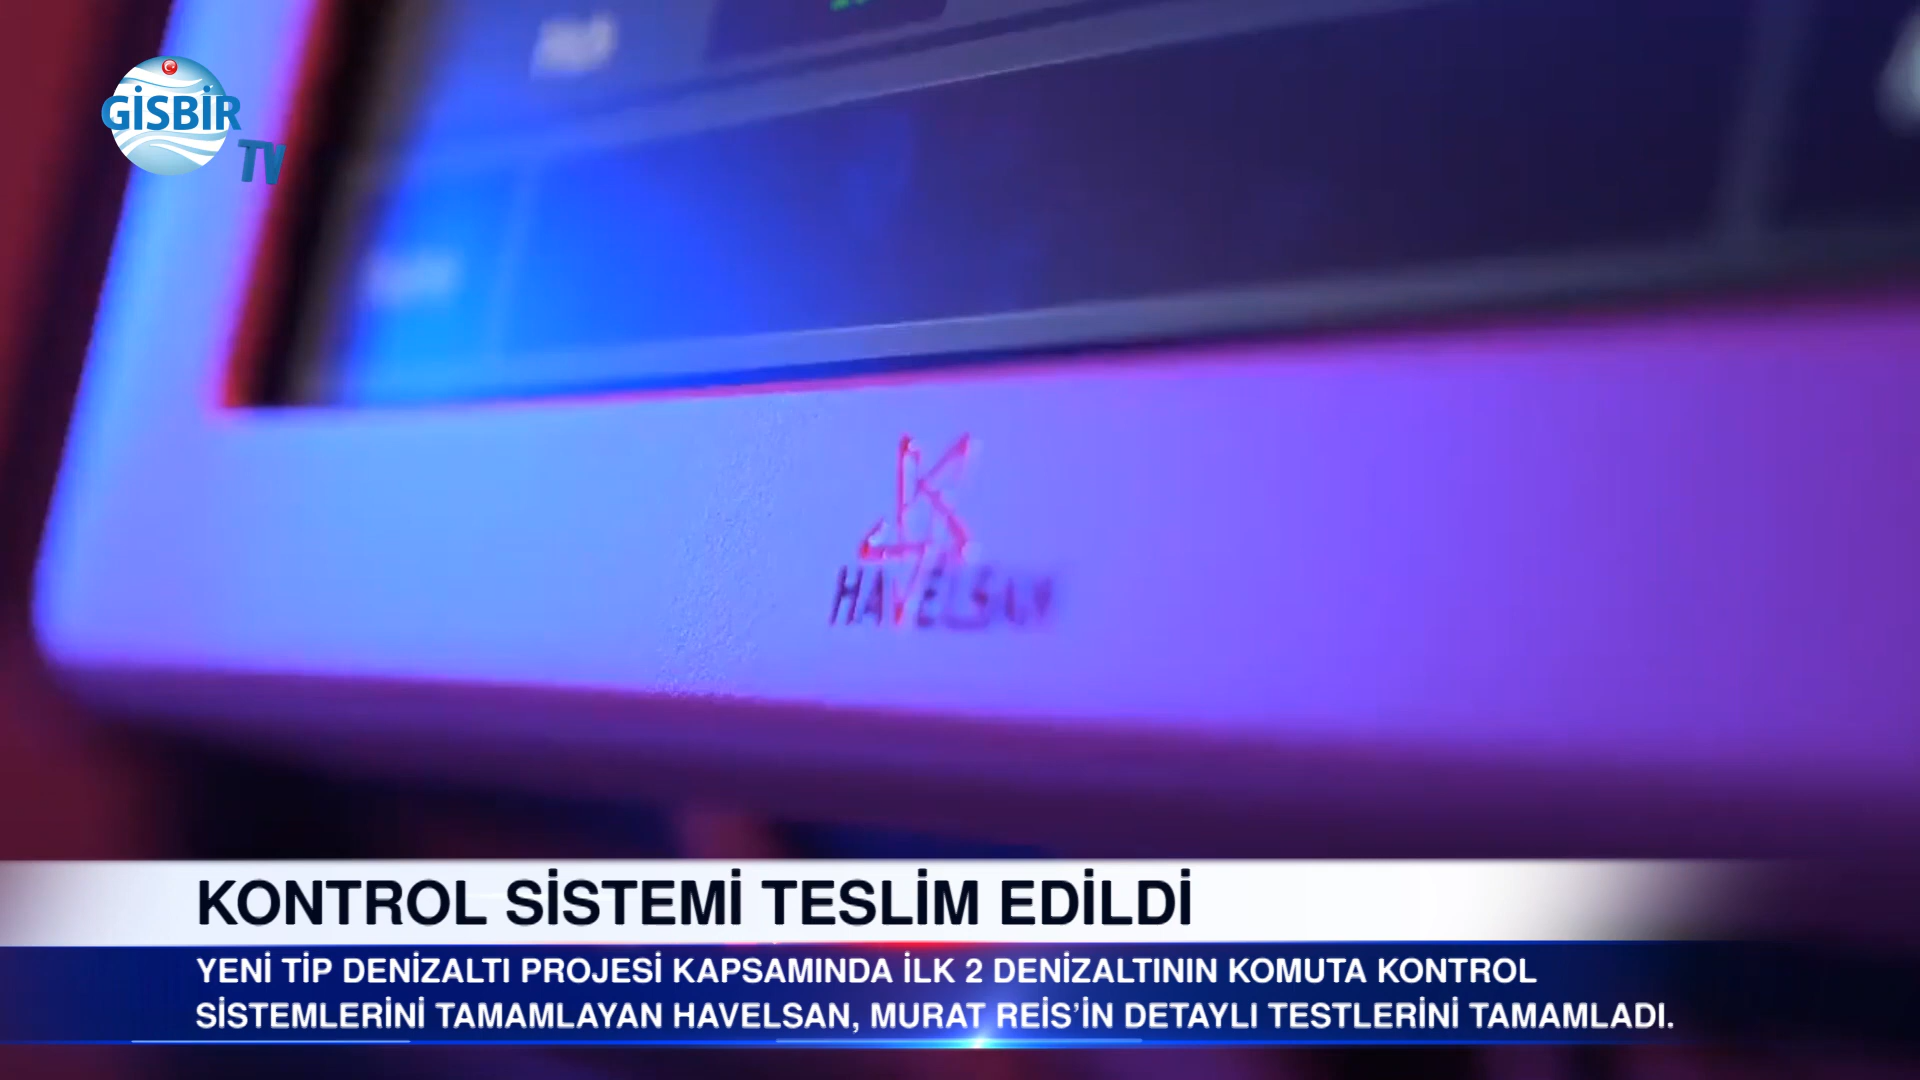 GİSBİR
TV
HAVELSAN
KONTROL SİSTEMİ TESLİM EDİLDİ
YENİ TİP DENİZALTI PROJESİ KAPSAMINDA İLK 2 DENİZALTININ KOMUTA KONTROL
SİSTEMLERİNİ TAMAMLAYAN HAVELSAN, MURAT REİS’İN DETAYLI TESTLERİNİ TAMAMLADI.